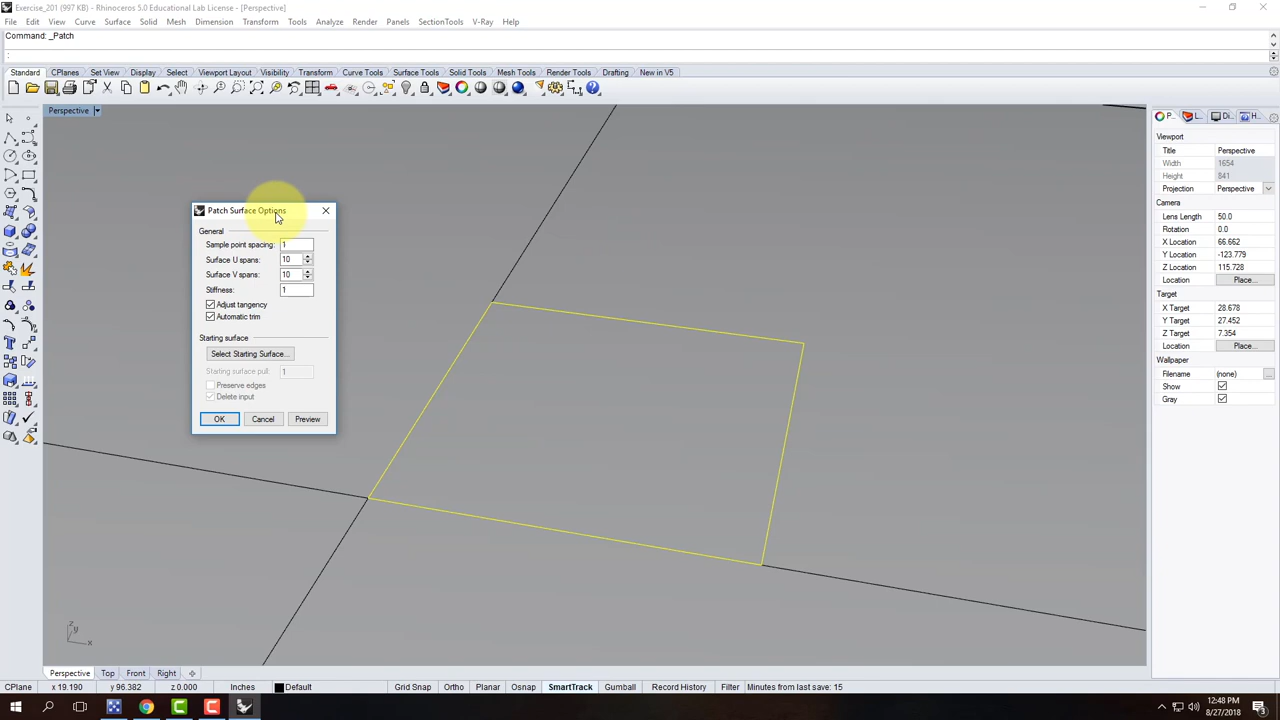 Exercise_201 (997 KB) - Rhinoceros 5.0 Educational Lab License - [Perspective]
File Edit View Curve Surface Solid Mesh Dimension Transform Tools Analyze Render Panels SectionTools V-Ray Help
Command: _Patch
:
Standard CPlanes Set View Display Select Viewport Layout Visibility Transform Curve Tools Surface Tools Solid Tools Mesh Tools Render Tools Drafting New in V5
Perspective
Patch Surface Options
General
Sample point spacing: 1
Surface U spans: 10
Surface V spans: 10
Stiffness: 1
Adjust tangency
Automatic trim
Starting surface
Select Starting Surface...
Starting surface pull: 1
Preserve edges
Delete input
OK Cancel Preview
z
y
x
P... L... Di... H...
Viewport
Title Perspective
Width 1654
Height 841
Projection Perspective
Camera
Lens Length 50.0
Rotation 0.0
X Location 66.662
Y Location -123.779
Z Location 115.728
Location Place...
Target
X Target 28.678
Y Target 27.452
Z Target 7.354
Location Place...
Wallpaper
Filename (none) ...
Show
Gray
Perspective Top Front Right
CPlane x 19.190 y 96.382 z 0.000 Inches Default Grid Snap Ortho Planar Osnap SmartTrack Gumball Record History Filter Minutes from last save: 15
12:48 PM
8/27/2018